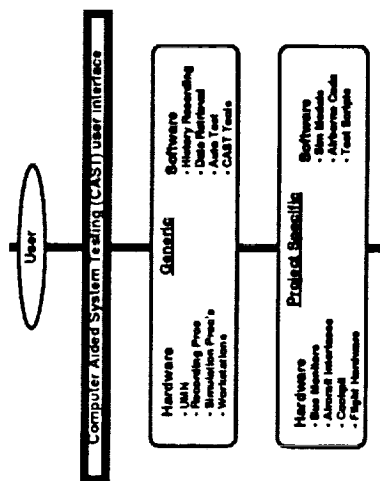 User
Computer Aided System Testing (CAST) user interface
Generic
Hardware
• UMN
• Recording Proc
• Simulation Proc's
• Workstations
Software
• History Recording
• Data Retrieval
• Auto Test
• CAST Tools
Project Specific
Hardware
• Bus Monitors
• Aircraft Interfaces
• Cockpit
• Flight Hardware
Software
• Sim Models
• Airborne Code
• Test Scripts